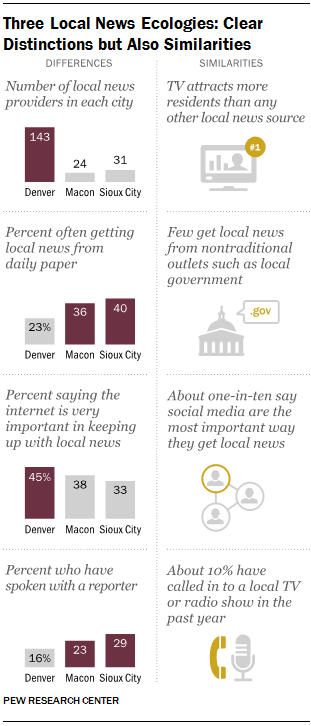 Three Local News Ecologies: Clear
Distinctions but Also Similarities
DIFFERENCES
Number of local news
providers in each city
143
24
31
Denver Macon Sioux City
Percent often getting
local news from
daily paper
23%
36
40
Denver Macon Sioux City
Percent saying the
internet is very
important in keeping
up with local news
45%
38
33
Denver Macon Sioux City
Percent who have
spoken with a reporter
16%
23
29
Denver Macon Sioux City
SIMILARITIES
TV attracts more
residents than any
other local news source
#1
Few get local news
from nontraditional
outlets such as local
government
.gov
About one-in-ten say
social media are the
most important way
they get local news
About 10% have
called in to a local TV
or radio show in the
past year
PEW RESEARCH CENTER